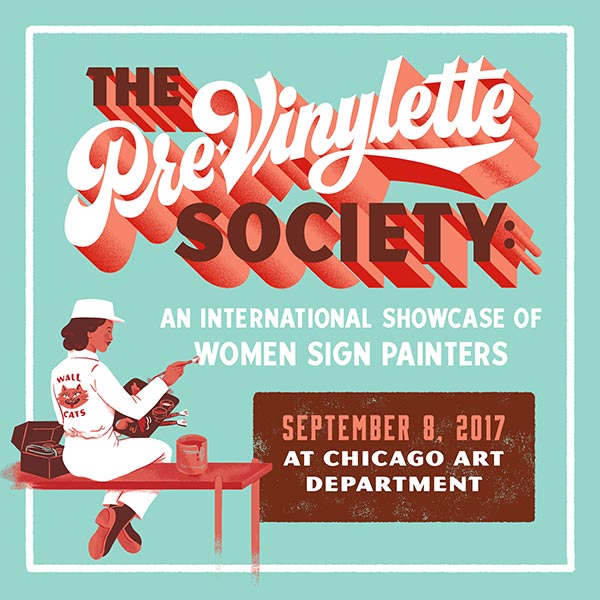 THE
Pre-Vinylette
SOCIETY:
AN INTERNATIONAL SHOWCASE OF
WOMEN SIGN PAINTERS
WALL
CATS
SEPTEMBER 8, 2017
AT CHICAGO ART
DEPARTMENT